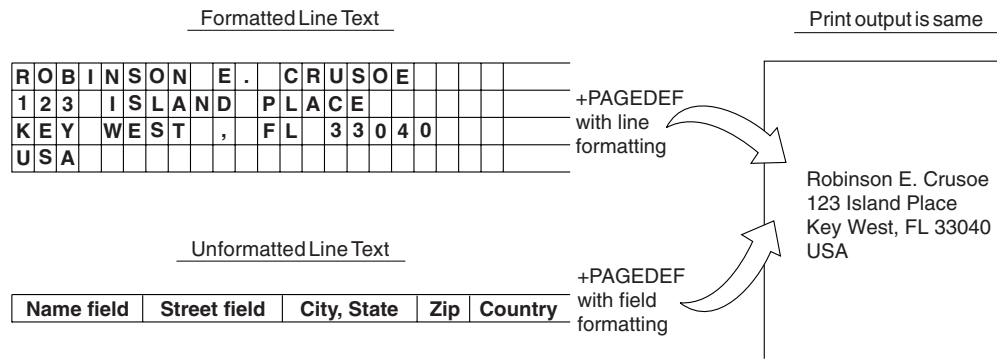 Formatted Line Text
Print output is same
ROBINSON E. CRUSOE
123 ISLAND PLACE
KEY WEST, FL 33040
USA
+PAGEDEF
with line
formatting
Robinson E. Crusoe
123 Island Place
Key West, FL 33040
USA
Unformatted Line Text
Name field Street field City, State Zip Country
+PAGEDEF
with field
formatting